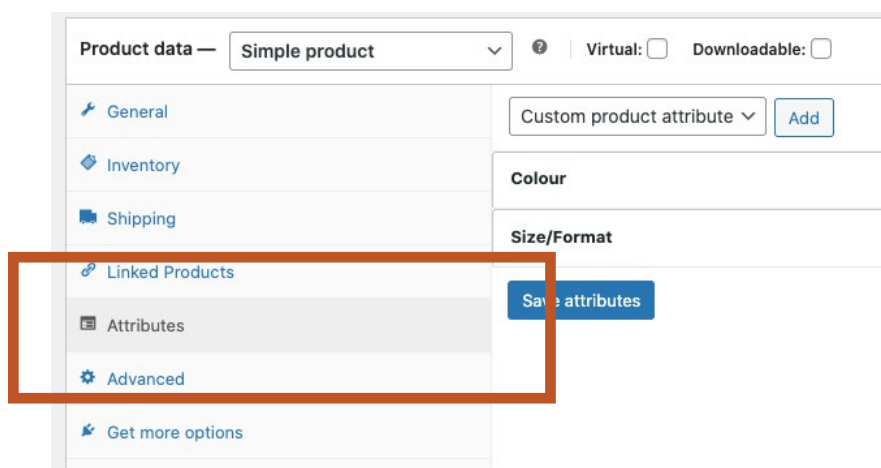 Product data — Simple product Virtual: Downloadable:
General
Custom product attribute Add
Inventory
Colour
Shipping
Size/Format
Linked Products
Save attributes
Attributes
Advanced
Get more options